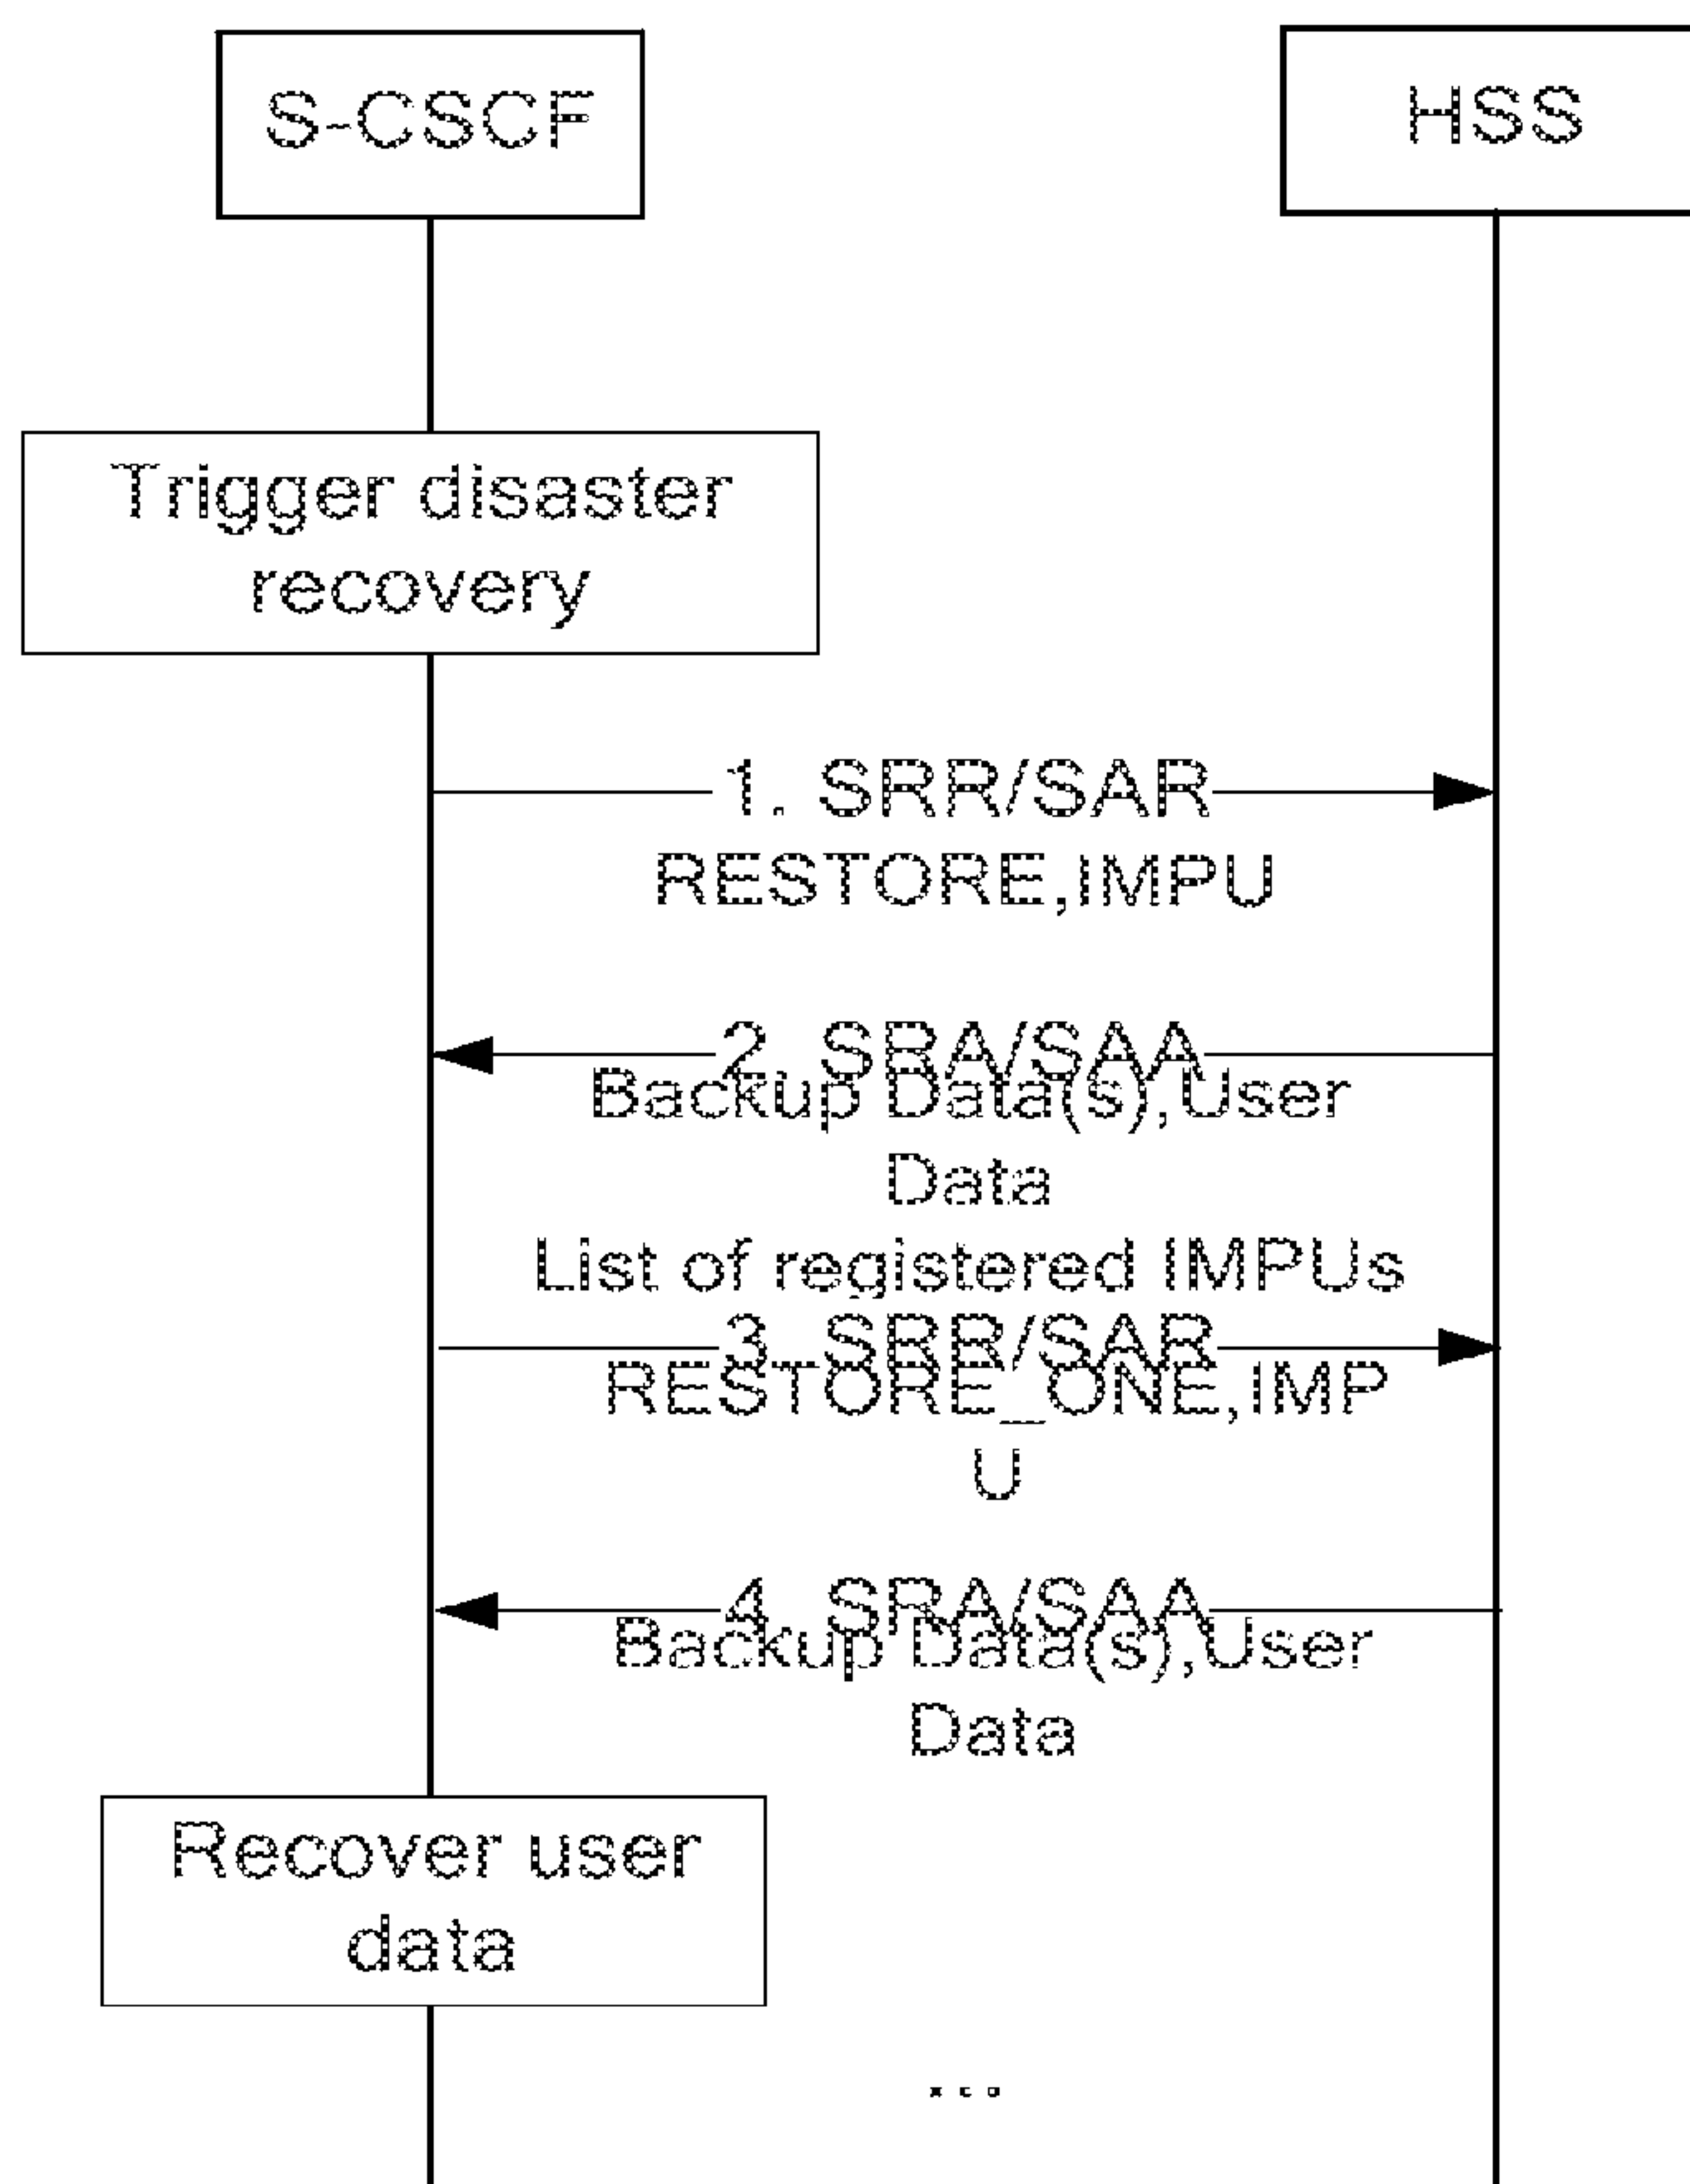 S-CSCF
HSS
Trigger disaster
recovery
1. SRR/SAR
RESTORE,IMPU
2. SRA/SAA
Backup Data(s),User
Data
List of registered IMPUs
3. SRR/SAR
RESTORE_ONE,IMP
U
4. SRA/SAA
Backup Data(s),User
Data
Recover user
data
...